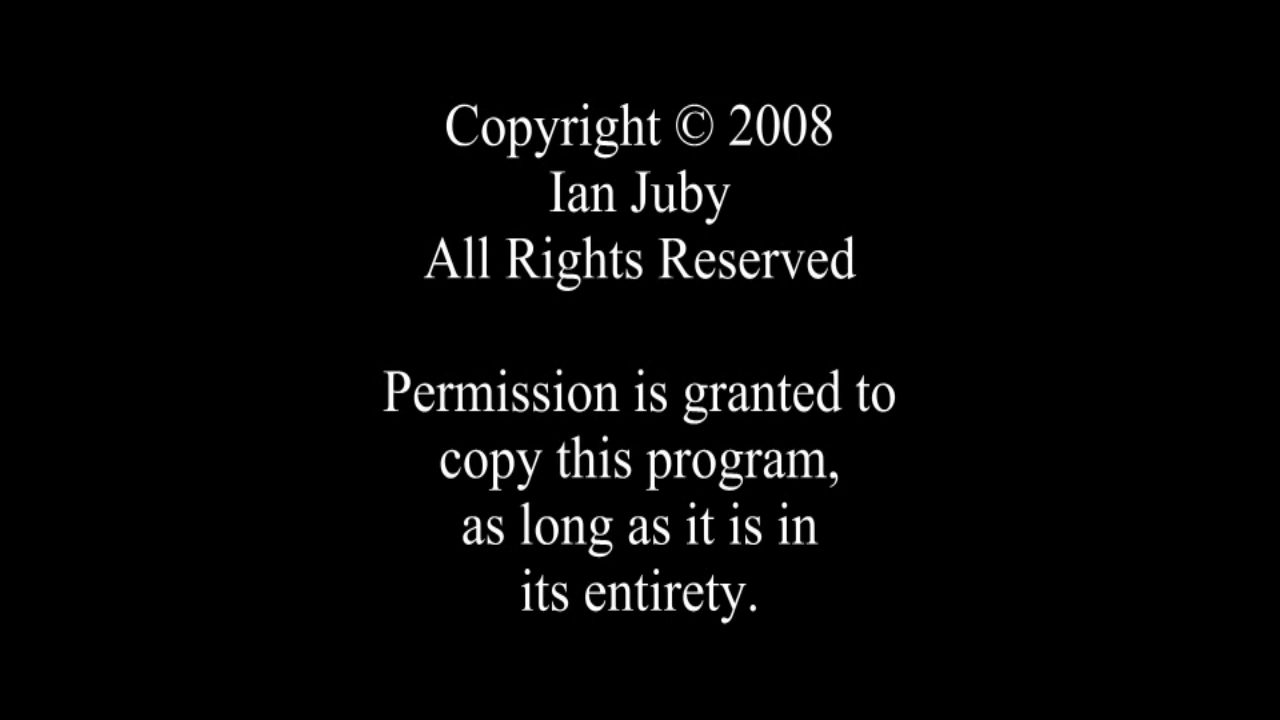 Copyright © 2008
Ian Juby
All Rights Reserved
Permission is granted to
copy this program,
as long as it is in
its entirety.